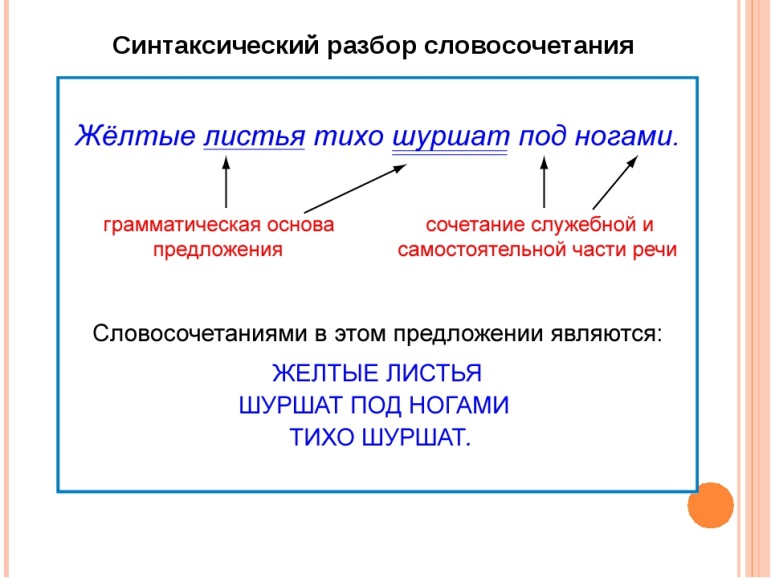 Синтаксический разбор словосочетания
Жёлтые листья тихо шуршат под ногами.
грамматическая основа
предложения
сочетание служебной и
самостоятельной части речи
Словосочетаниями в этом предложении являются:
ЖЕЛТЫЕ ЛИСТЬЯ
ШУРШАТ ПОД НОГАМИ
ТИХО ШУРШАТ.